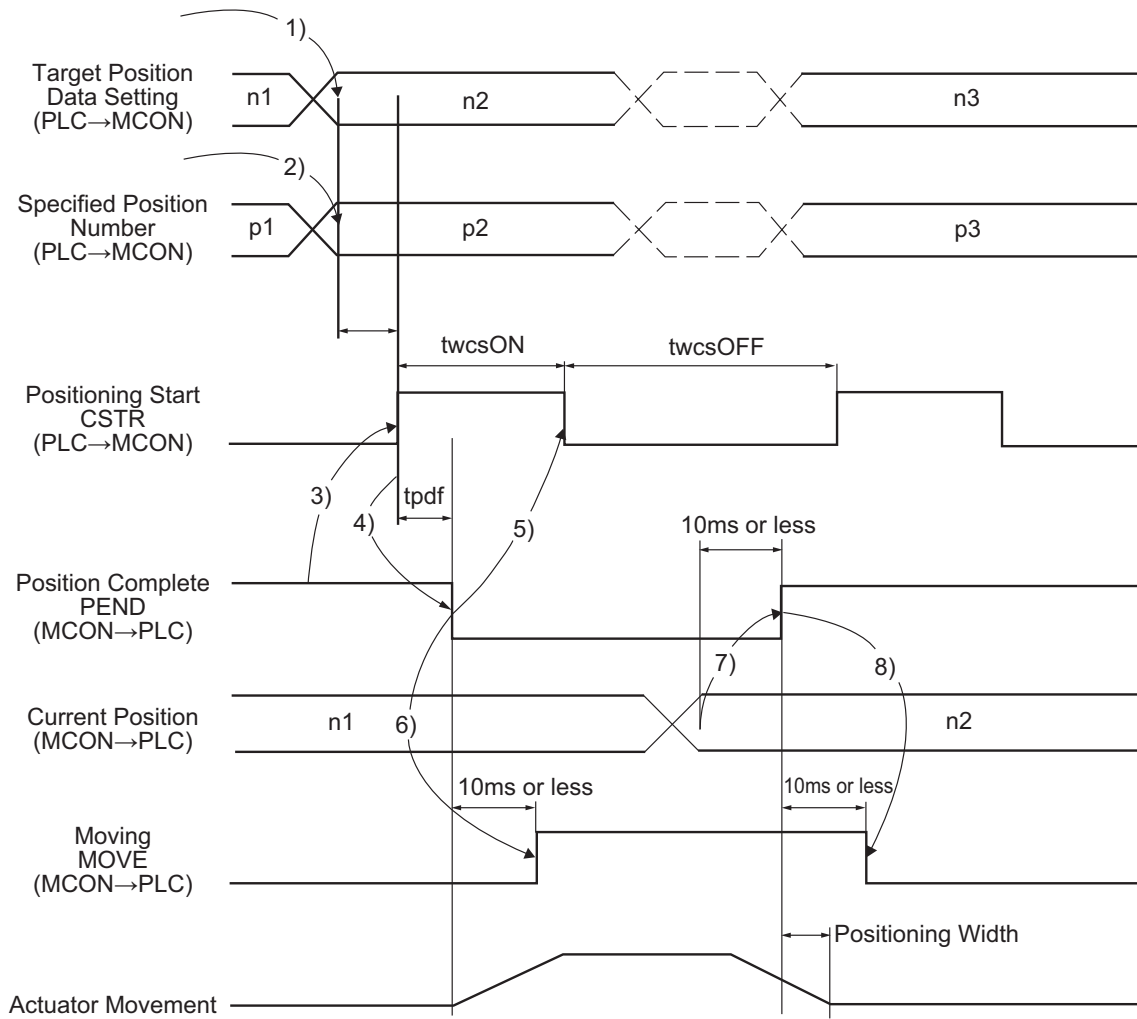 1)
Target Position
Data Setting
(PLC→MCON)
n1
n2
n3
2)
Specified Position
Number
(PLC→MCON)
p1
p2
p3
twcsON
twcsOFF
Positioning Start
CSTR
(PLC→MCON)
3)
4)
tpdf
5)
10ms or less
Position Complete
PEND
(MCON→PLC)
7)
8)
Current Position
(MCON→PLC)
n1
6)
n2
10ms or less
10ms or less
Moving
MOVE
(MCON→PLC)
Positioning Width
Actuator Movement